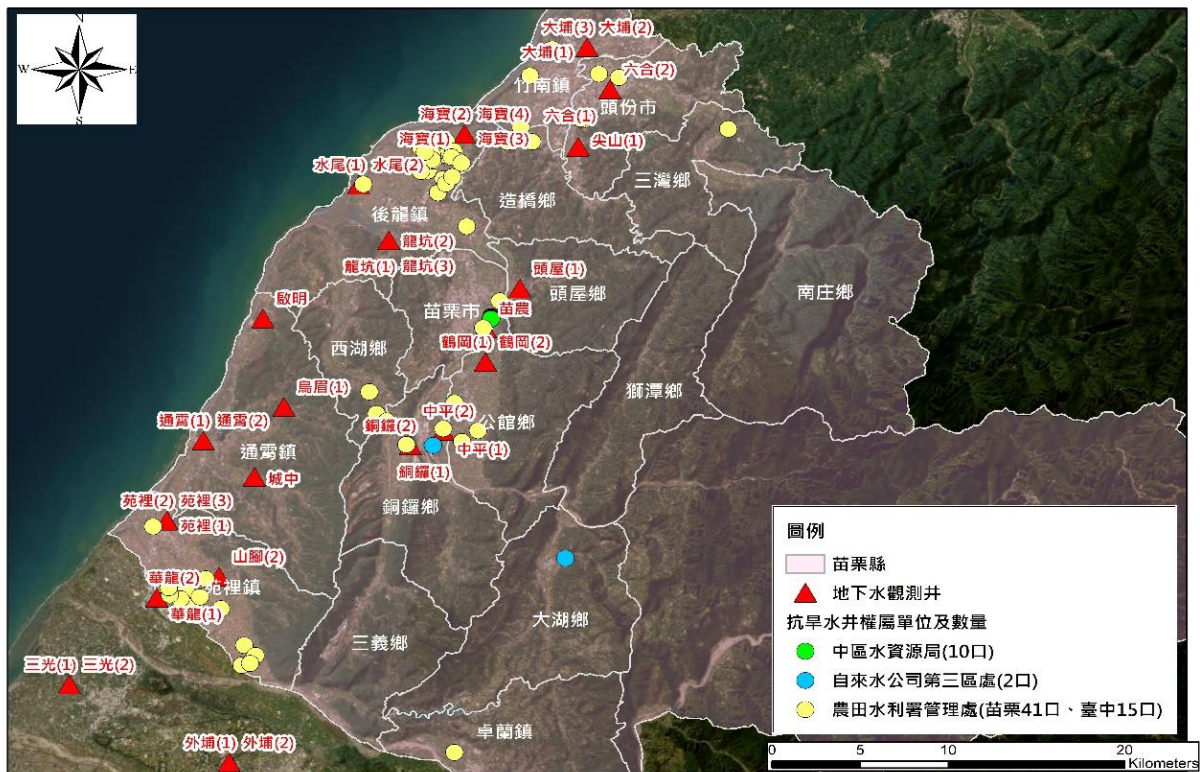 N
W
E
S
大埔(3) 大埔(2)
大埔(1)
六合(2)
竹南鎮
頭份市
海寶(2) 海寶(4)
六合(1)
海寶(1)
海寶(3)
尖山(1)
水尾(1) 水尾(2)
三灣鄉
造橋鄉
後龍鎮
龍坑(2)
龍坑(1) 龍坑(3)
頭屋(1)
頭屋鄉
南庄鄉
啟明
苗栗市
苗農
西湖鄉
鶴岡(1) 鶴岡(2)
獅潭鄉
烏眉(1)
通霄(1) 通霄(2)
中平(2)
公館鄉
銅鑼(2)
通霄鎮
中平(1)
銅鑼(1)
城中
苑裡(2) 苑裡(3)
銅鑼鄉
苑裡(1)
山腳(2)
華龍(2)
苑裡鎮
華龍(1)
大湖鄉
三義鄉
三光(1) 三光(2)
卓蘭鎮
外埔(1) 外埔(2)
圖例
苗栗縣
地下水觀測井
抗旱水井權屬單位及數量
中區水資源局(10口)
自來水公司第三區處(2口)
農田水利署管理處(苗栗41口、臺中15口)
0 5 10 20
Kilometers